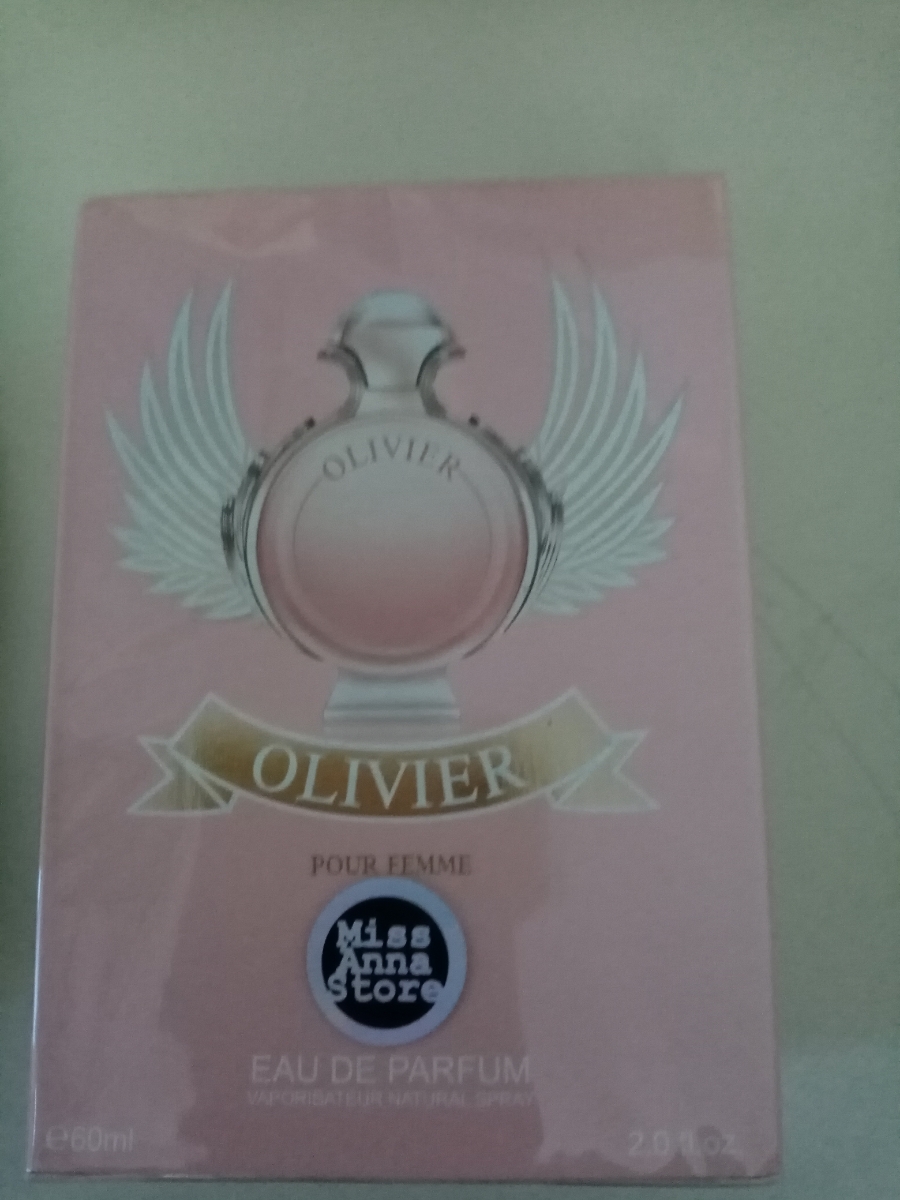 OLIVIER
OLIVIER
POUR FEMME
Miss
Anna
Store
EAU DE PARFUM
VAPORISATEUR NATURAL SPRAY
℮60ml
2.0 fl.oz